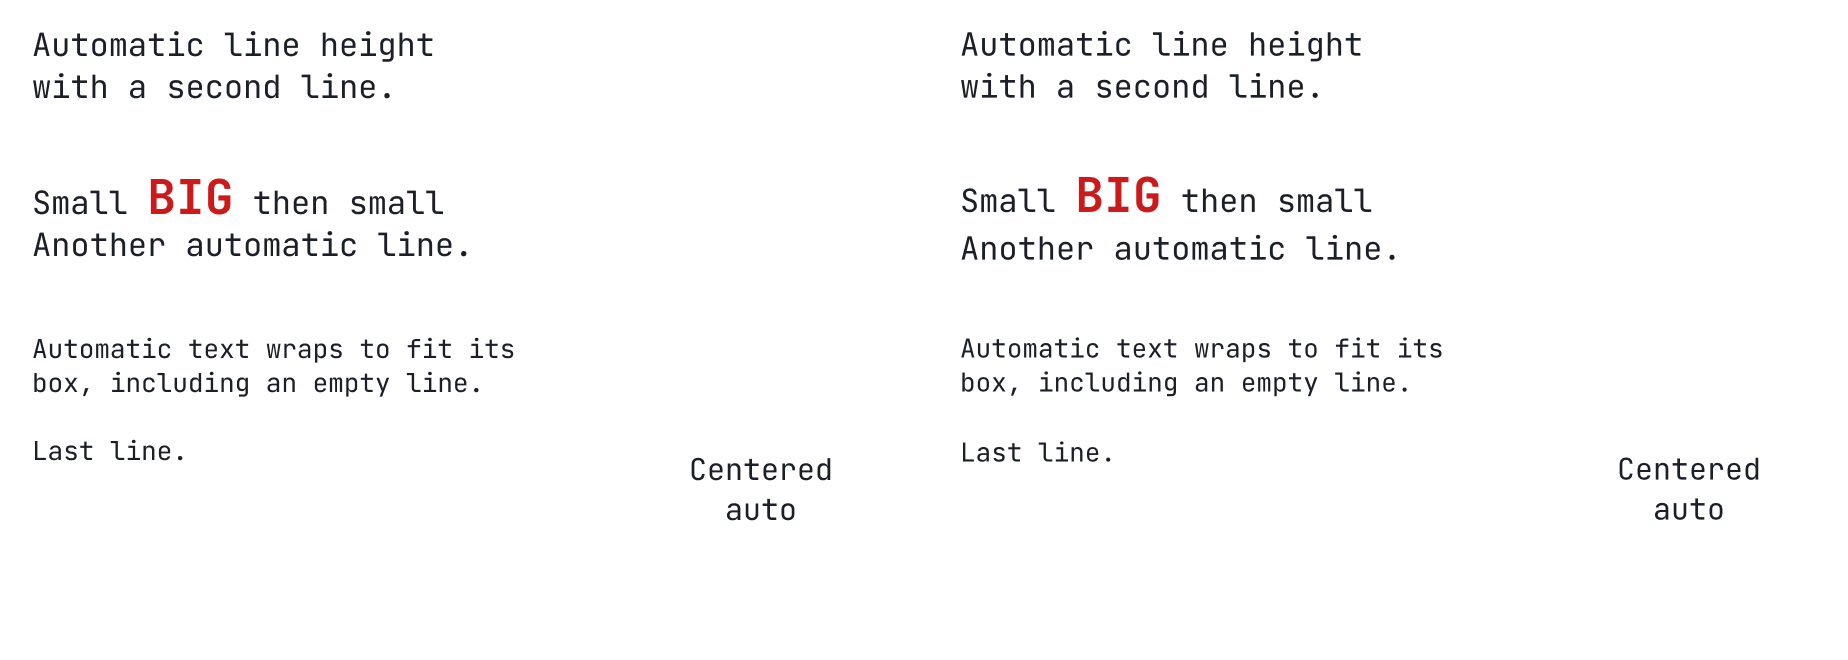 Automatic line height
with a second line.
Small BIG then small
Another automatic line.
Automatic text wraps to fit its
box, including an empty line.
Last line.
Centered
auto
Automatic line height
with a second line.
Small BIG then small
Another automatic line.
Automatic text wraps to fit its
box, including an empty line.
Last line.
Centered
auto